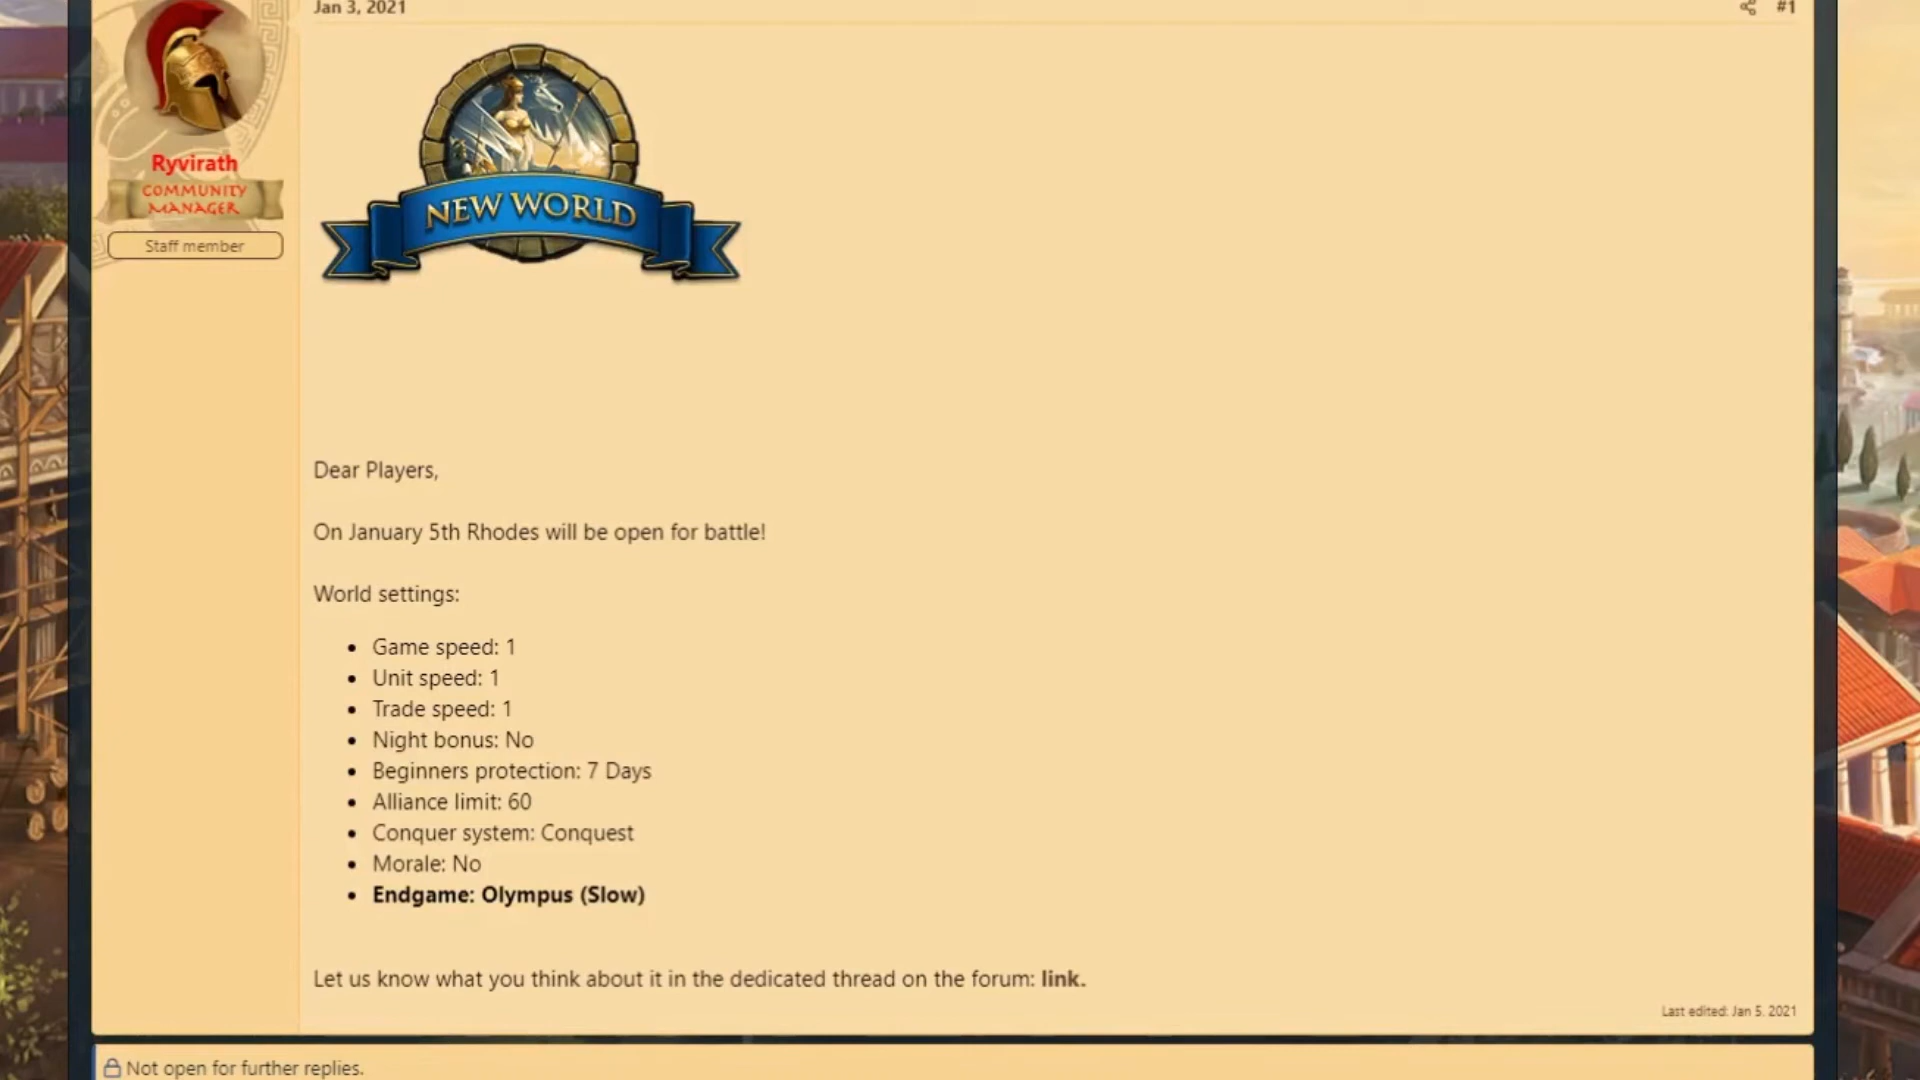 Jan 3, 2021
#1
NEW WORLD
Ryvirath
COMMUNITY
MANAGER
Staff member
Dear Players,
On January 5th Rhodes will be open for battle!
World settings:
Game speed: 1
Unit speed: 1
Trade speed: 1
Night bonus: No
Beginners protection: 7 Days
Alliance limit: 60
Conquer system: Conquest
Morale: No
Endgame: Olympus (Slow)
Let us know what you think about it in the dedicated thread on the forum: link.
Last edited: Jan 5, 2021
Not open for further replies.